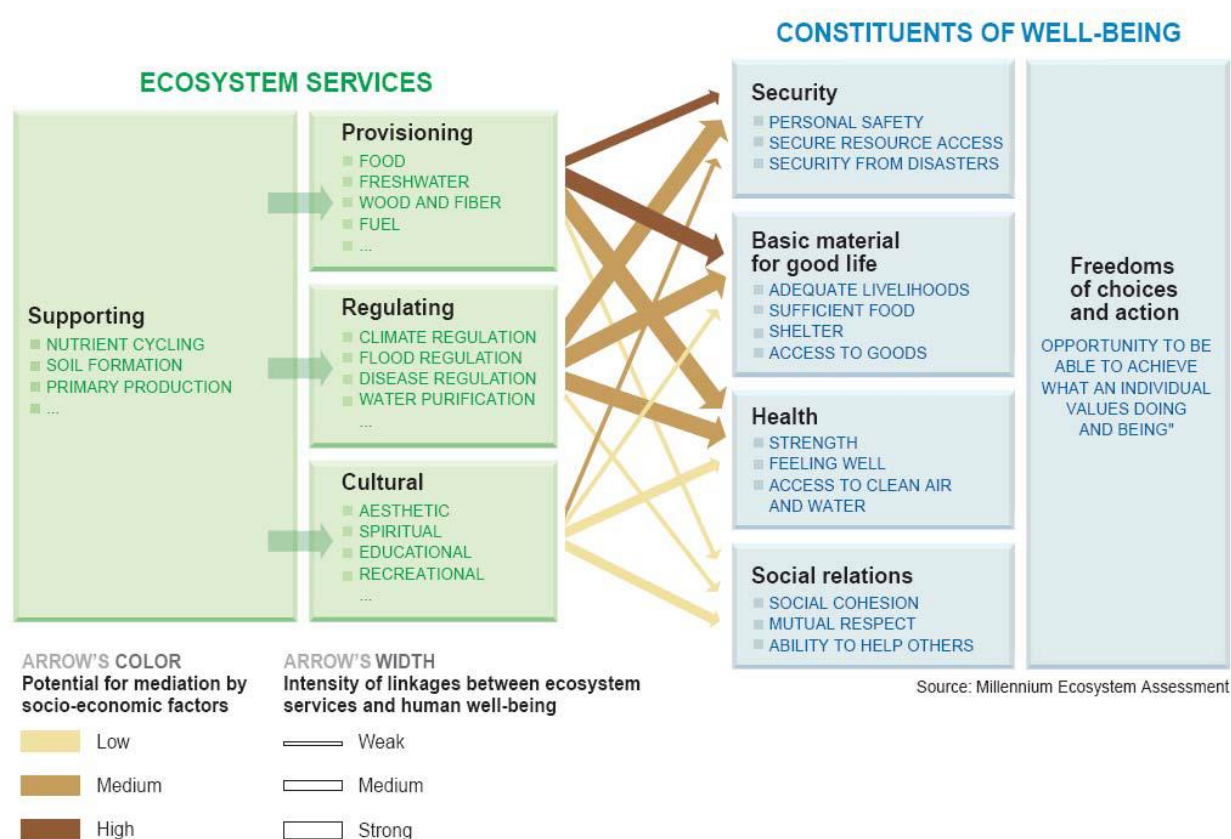 CONSTITUENTS OF WELL-BEING
ECOSYSTEM SERVICES
Supporting
NUTRIENT CYCLING
SOIL FORMATION
PRIMARY PRODUCTION
...
Provisioning
FOOD
FRESHWATER
WOOD AND FIBER
FUEL
...
Regulating
CLIMATE REGULATION
FLOOD REGULATION
DISEASE REGULATION
WATER PURIFICATION
...
Cultural
AESTHETIC
SPIRITUAL
EDUCATIONAL
RECREATIONAL
...
Security
PERSONAL SAFETY
SECURE RESOURCE ACCESS
SECURITY FROM DISASTERS
Basic material
for good life
ADEQUATE LIVELIHOODS
SUFFICIENT FOOD
SHELTER
ACCESS TO GOODS
Health
STRENGTH
FEELING WELL
ACCESS TO CLEAN AIR
AND WATER
Social relations
SOCIAL COHESION
MUTUAL RESPECT
ABILITY TO HELP OTHERS
Freedoms
of choices
and action
OPPORTUNITY TO BE
ABLE TO ACHIEVE
WHAT AN INDIVIDUAL
VALUES DOING
AND BEING"
Source: Millennium Ecosystem Assessment
ARROW'S COLOR
Potential for mediation by
socio-economic factors
Low
Medium
High
ARROW'S WIDTH
Intensity of linkages between ecosystem
services and human well-being
Weak
Medium
Strong